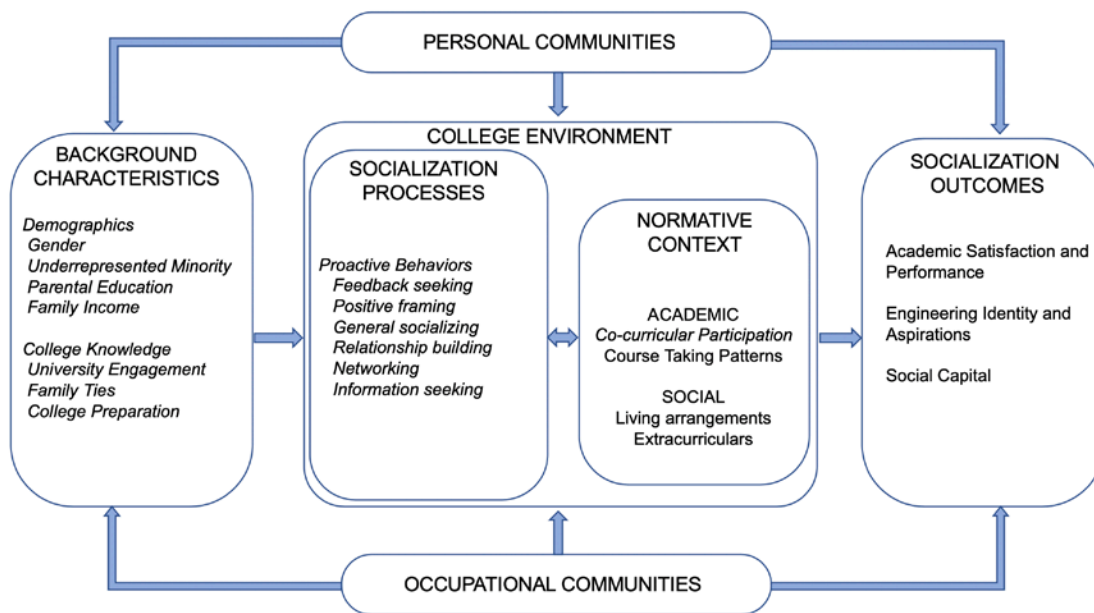 PERSONAL COMMUNITIES
BACKGROUND
CHARACTERISTICS
Demographics
Gender
Underrepresented Minority
Parental Education
Family Income
College Knowledge
University Engagement
Family Ties
College Preparation
COLLEGE ENVIRONMENT
SOCIALIZATION
PROCESSES
Proactive Behaviors
Feedback seeking
Positive framing
General socializing
Relationship building
Networking
Information seeking
NORMATIVE
CONTEXT
ACADEMIC
Co-curricular Participation
Course Taking Patterns
SOCIAL
Living arrangements
Extracurriculars
SOCIALIZATION
OUTCOMES
Academic Satisfaction and
Performance
Engineering Identity and
Aspirations
Social Capital
OCCUPATIONAL COMMUNITIES